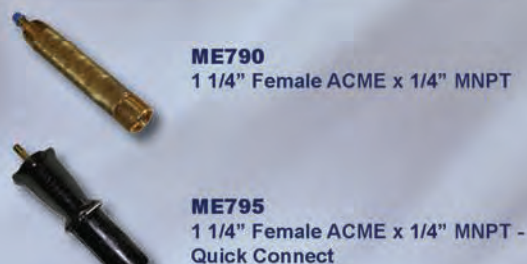 ME790
1 1/4” Female ACME x 1/4” MNPT
ME795
1 1/4” Female ACME x 1/4” MNPT -
Quick Connect